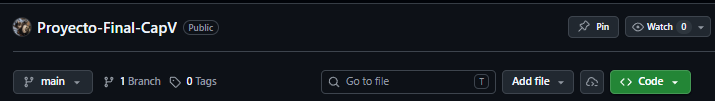 Proyecto-Final-CapV Public Pin Watch 0
main 1 Branch 0 Tags Go to file T Add file <> Code